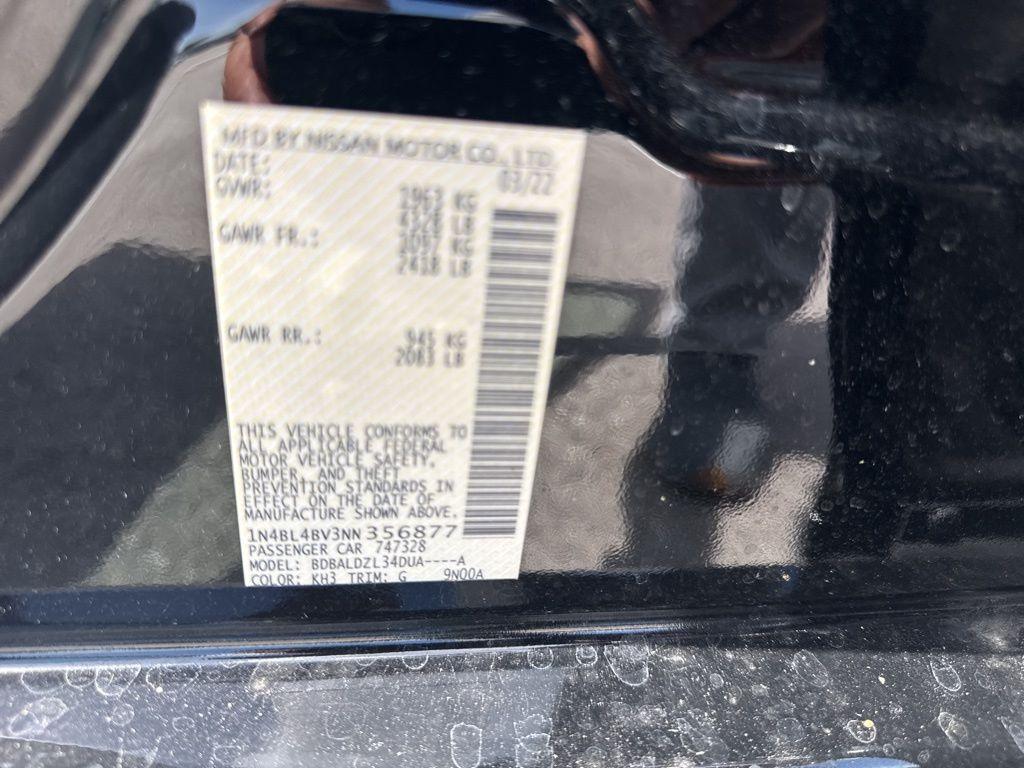 MFD.BY NISSAN MOTOR CO., LTD.
DATE: 03/22
GVWR: 1963 KG
4328 LB
GAWR FR.: 1097 KG
2418 LB
GAWR RR.: 945 KG
2083 LB
THIS VEHICLE CONFORMS TO
ALL APPLICABLE FEDERAL
MOTOR VEHICLE SAFETY,
BUMPER, AND THEFT
PREVENTION STANDARDS IN
EFFECT ON THE DATE OF
MANUFACTURE SHOWN ABOVE.
1N4BL4BV3NN356877
PASSENGER CAR 747328
MODEL: BDBALDZL34DUA----A
COLOR: KH3 TRIM: G 9N00A